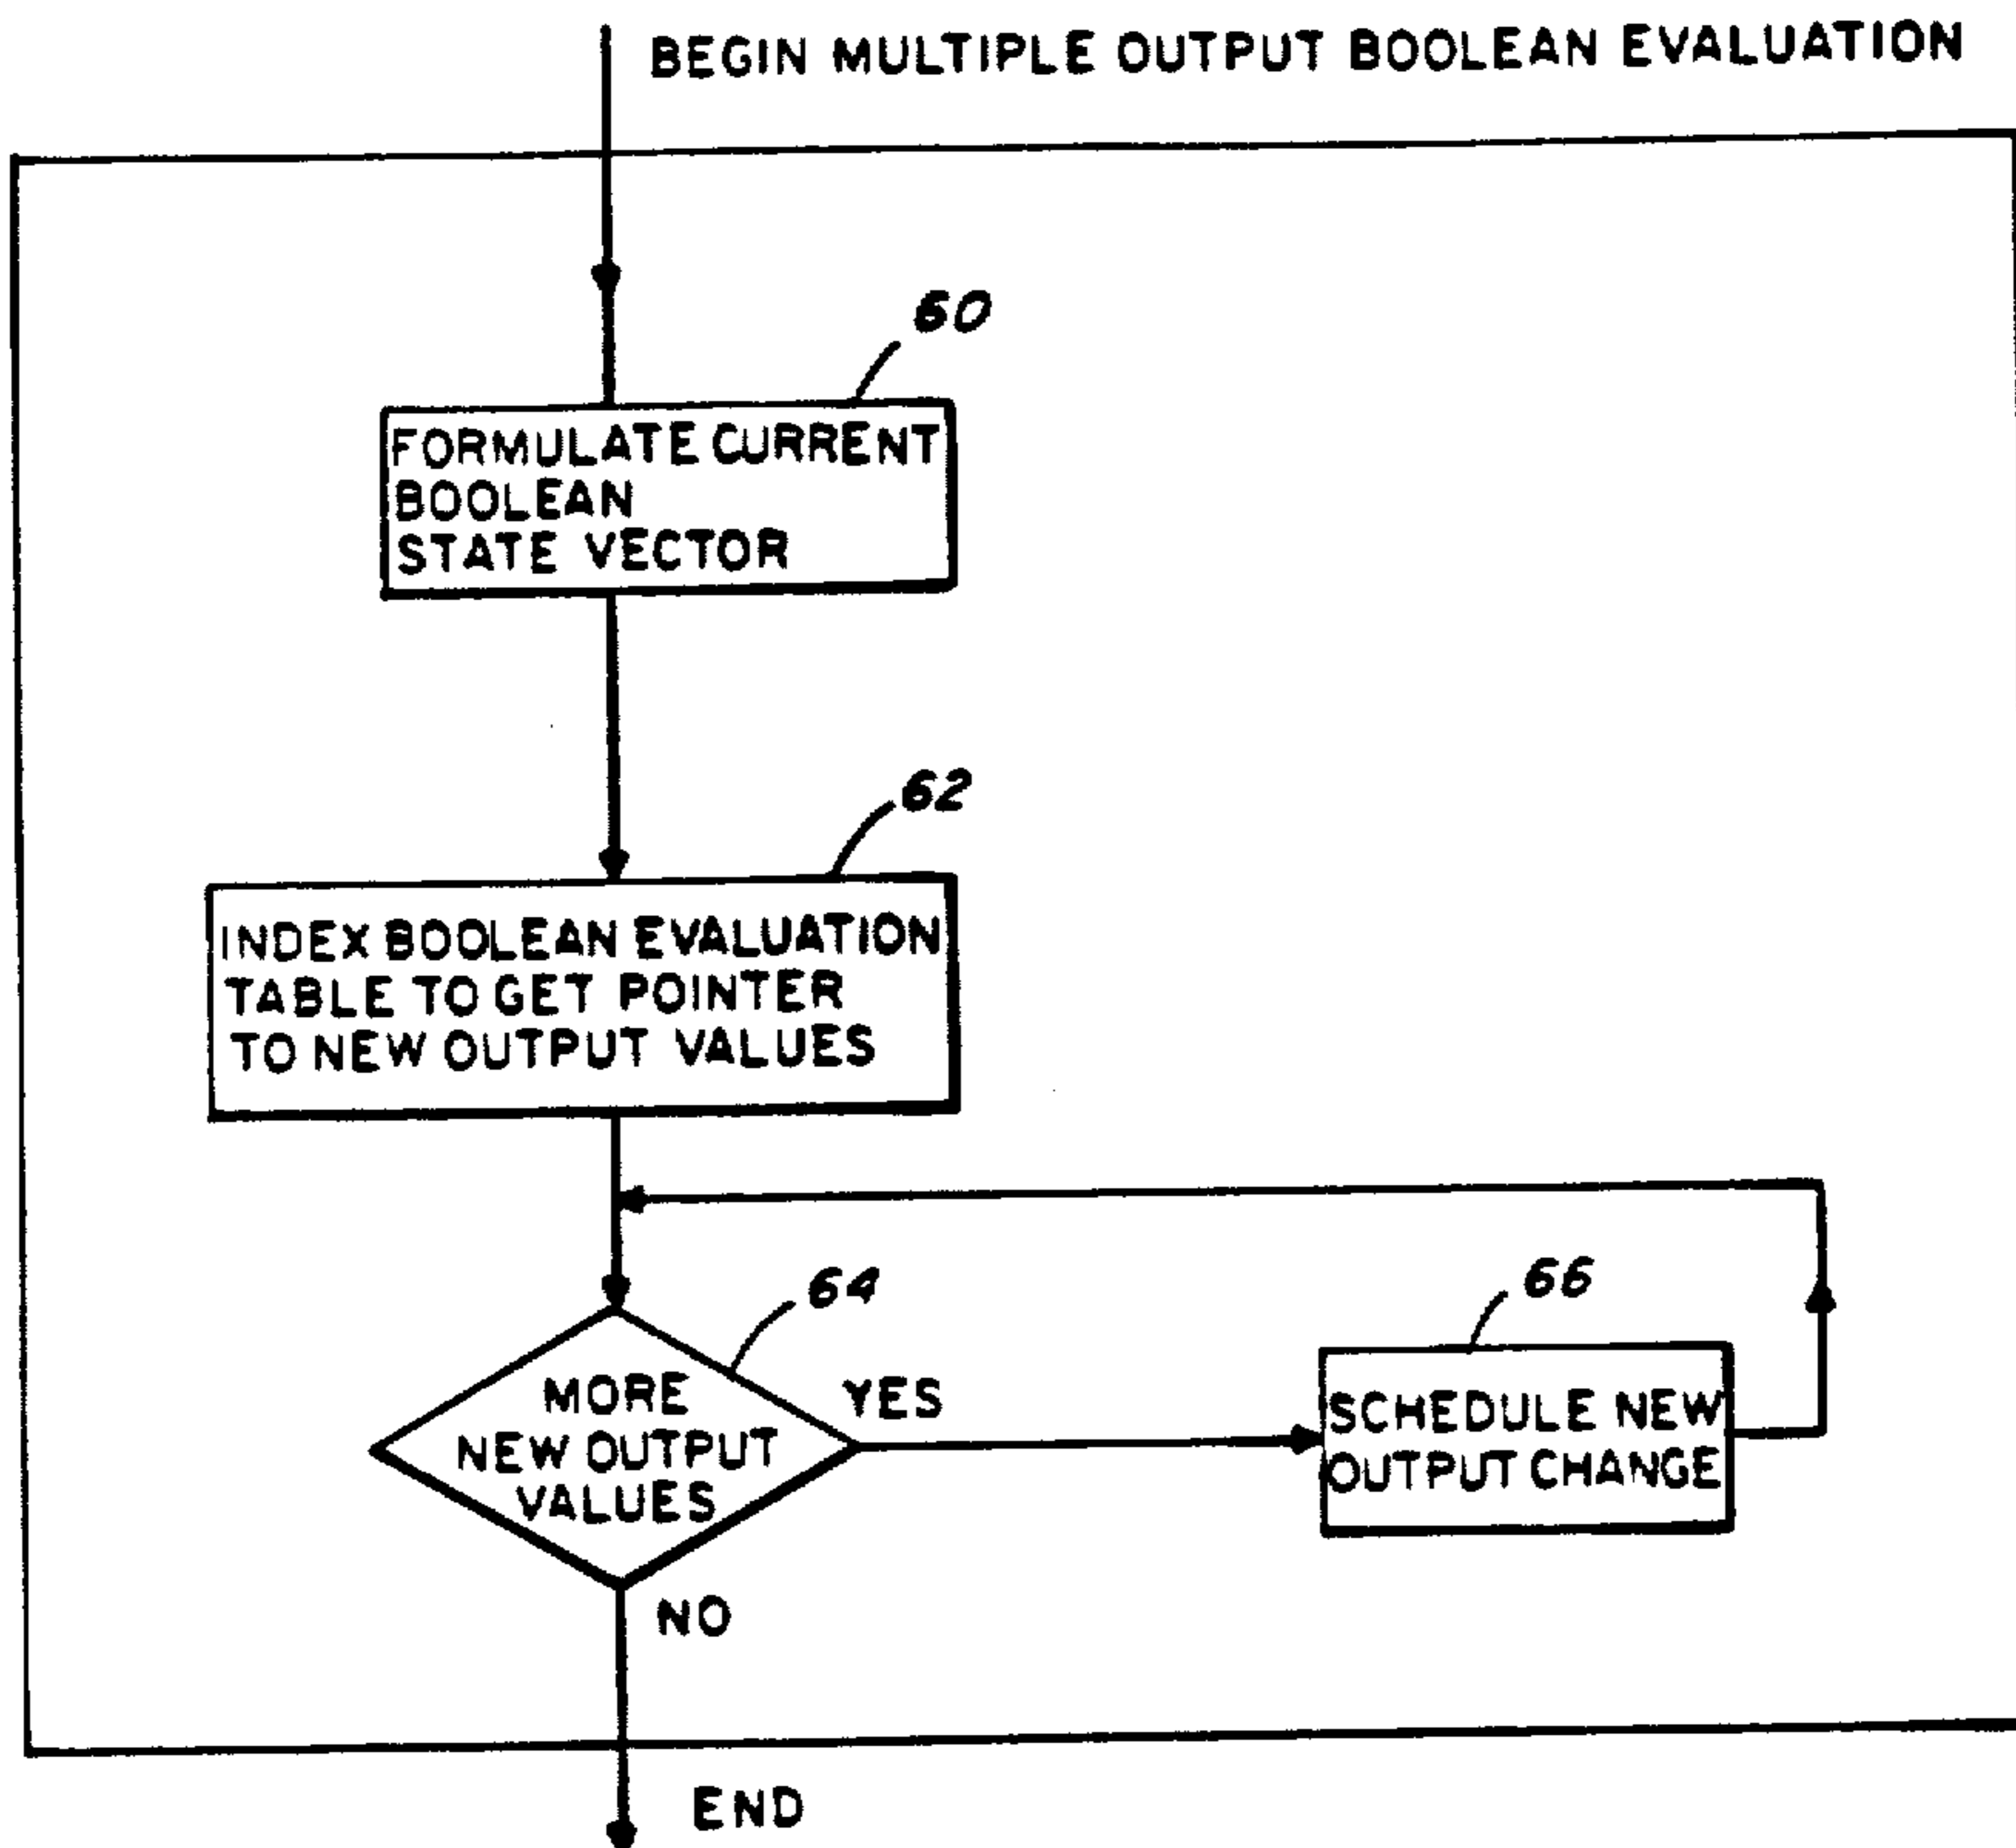 BEGIN MULTIPLE OUTPUT BOOLEAN EVALUATION
60
FORMULATE CURRENT
BOOLEAN
STATE VECTOR
62
INDEX BOOLEAN EVALUATION
TABLE TO GET POINTER
TO NEW OUTPUT VALUES
64
MORE
NEW OUTPUT
VALUES
YES
66
SCHEDULE NEW
OUTPUT CHANGE
NO
END